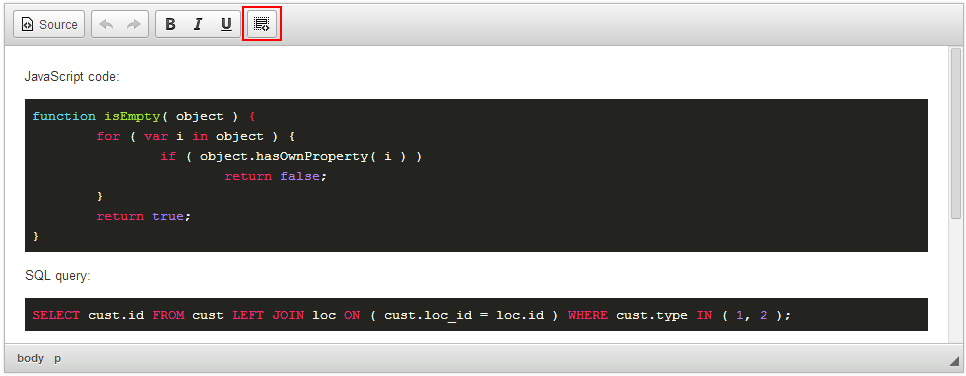 Source B I U
JavaScript code:
function isEmpty( object ) {
        for ( var i in object ) {
                if ( object.hasOwnProperty( i ) )
                        return false;
        }
        return true;
}
SQL query:
SELECT cust.id FROM cust LEFT JOIN loc ON ( cust.loc_id = loc.id ) WHERE cust.type IN ( 1, 2 );
body p